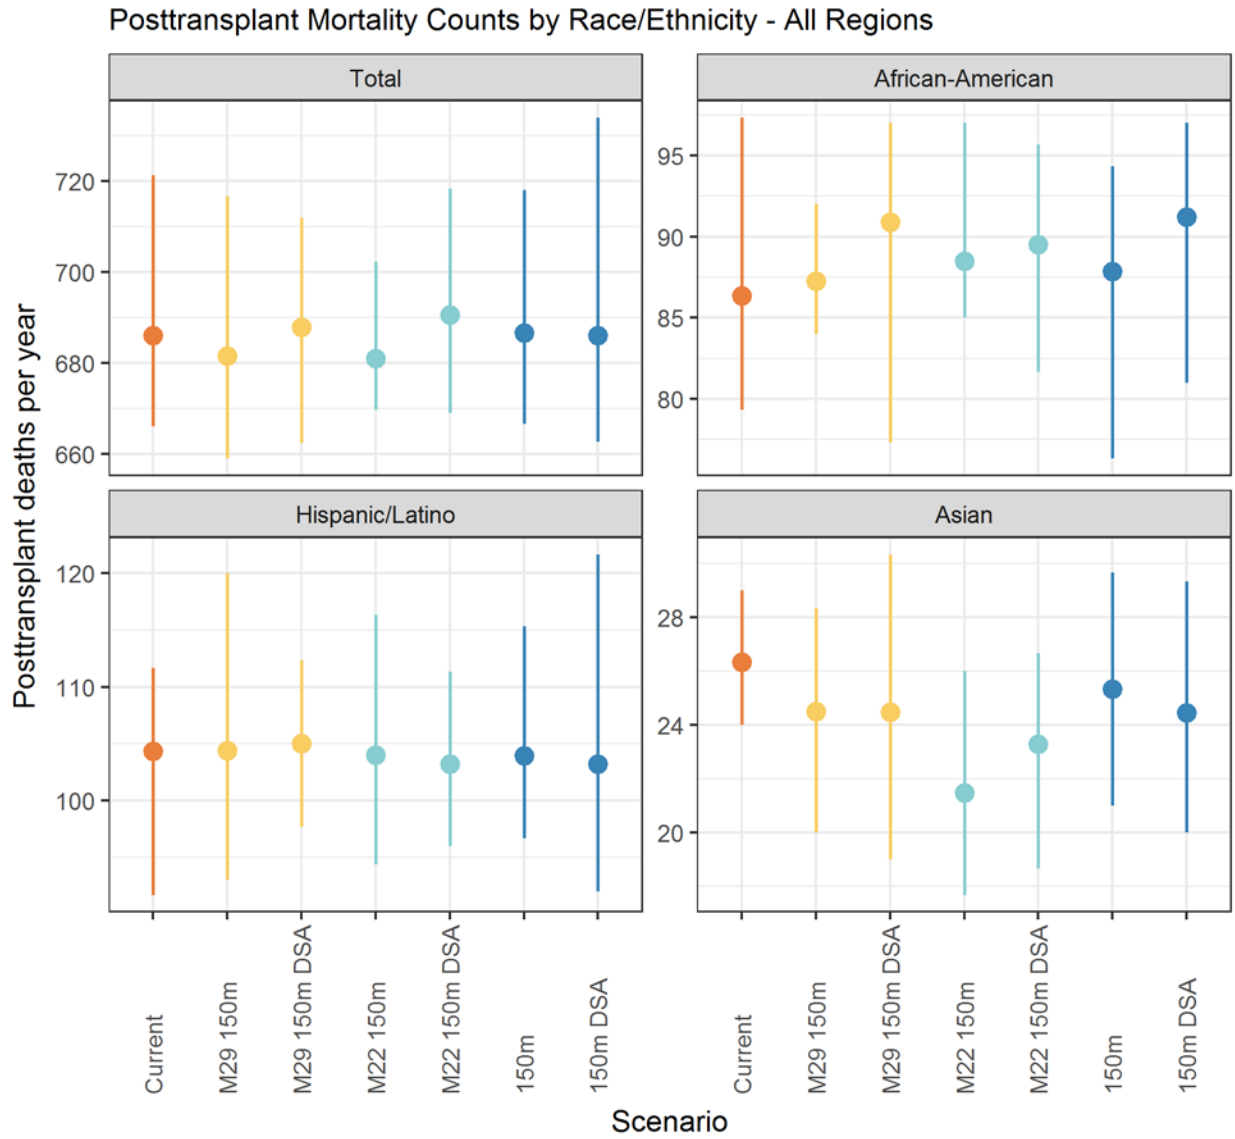 Posttransplant Mortality Counts by Race/Ethnicity - All Regions
Total
African-American
720
700
680
660
95
90
85
80
Posttransplant deaths per year
Hispanic/Latino
Asian
120
110
100
28
24
20
Current
M29 150m
M29 150m DSA
M22 150m
M22 150m DSA
150m
150m DSA
Current
M29 150m
M29 150m DSA
M22 150m
M22 150m DSA
150m
150m DSA
Scenario